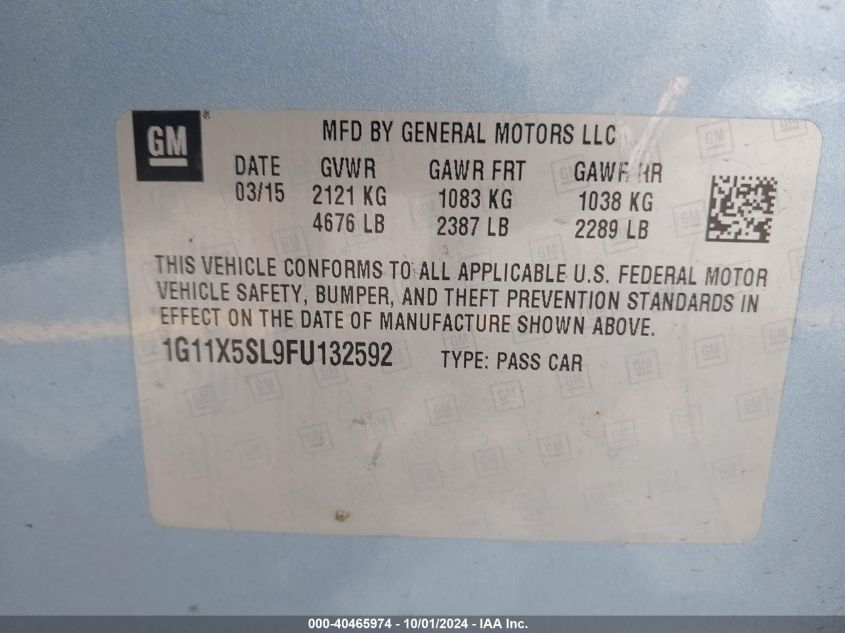 GM ® MFD BY GENERAL MOTORS LLC
DATE GVWR GAWR FRT GAWR RR
03/15 2121 KG 1083 KG 1038 KG
4676 LB 2387 LB 2289 LB
THIS VEHICLE CONFORMS TO ALL APPLICABLE U.S. FEDERAL MOTOR
VEHICLE SAFETY, BUMPER, AND THEFT PREVENTION STANDARDS IN
EFFECT ON THE DATE OF MANUFACTURE SHOWN ABOVE.
1G11X5SL9FU132592 TYPE: PASS CAR
000-40465974 - 10/01/2024 - IAA Inc.